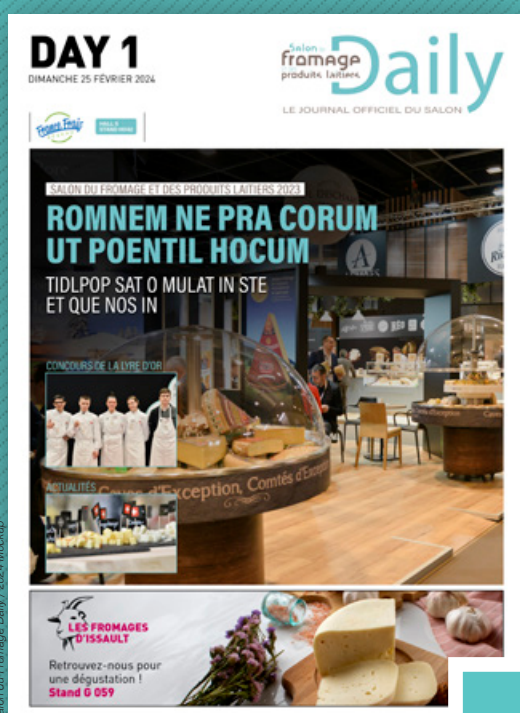 DAY 1
DIMANCHE 25 FÉVRIER 2024
Salon du
fromage
produits laitiers
Daily
LE JOURNAL OFFICIEL DU SALON
France Frais
SALON DU FROMAGE ET DES PRODUITS LAITIERS 2023
ROMNEM NE PRA CORUM
UT POENTIL HOCUM
TIDLPOP SAT O MULAT IN STE
ET QUE NOS IN
CONCOURS DE LA LYRE D'OR
ACTUALITÉS
d'Exception, Comtés d'Excep
LES FROMAGES
D'ISSAULT
Retrouvez-nous pour
une dégustation !
Stand G 059